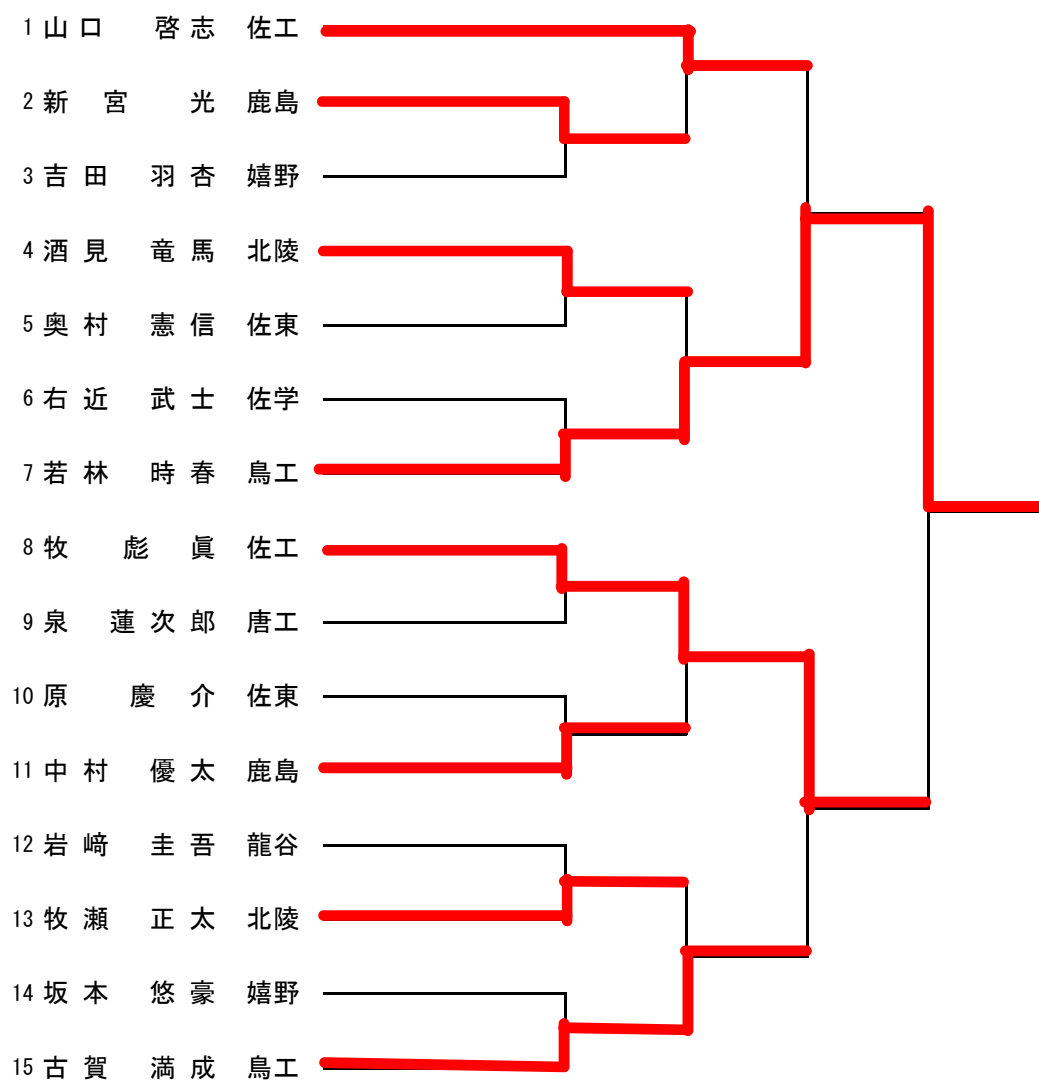 1 山口 啓志 佐工
2 新宮 光 鹿島
3 吉田 羽杏 嬉野
4 酒見 竜馬 北陵
5 奥村 憲信 佐東
6 右近 武士 佐学
7 若林 時春 鳥工
8 牧 彪眞 佐工
9 泉 蓮次郎 唐工
10 原 慶介 佐東
11 中村 優太 鹿島
12 岩﨑 圭吾 龍谷
13 牧瀬 正太 北陵
14 坂本 悠豪 嬉野
15 古賀 満成 鳥工